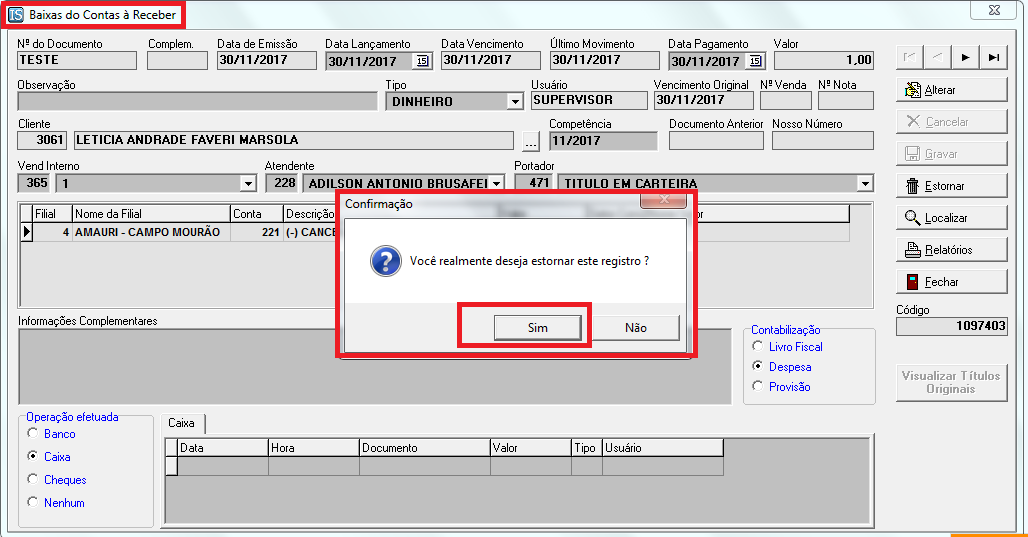 TS Baixas do Contas à Receber
Nº do Documento Complem. Data de Emissão Data Lançamento Data Vencimento Último Movimento Data Pagamento Valor
TESTE 30/11/2017 30/11/2017 15 30/11/2017 30/11/2017 30/11/2017 15 1,00
Observação Tipo Usuário Vencimento Original Nº Venda Nº Nota
DINHEIRO SUPERVISOR 30/11/2017
Cliente Competência Documento Anterior Nosso Número
3061 LETICIA ANDRADE FAVERI MARSOLA ... 11/2017
Vend Interno Atendente Portador
365 1 228 ADILSON ANTONIO BRUSAFEI 471 TITULO EM CARTEIRA
Filial Nome da Filial Conta Descrição
4 AMAURI - CAMPO MOURÃO 221 (-) CANCE
Confirmação
Você realmente deseja estornar este registro ?
Sim Não
Alterar
Cancelar
Gravar
Estornar
Localizar
Relatórios
Fechar
Código
1097403
Visualizar Títulos
Originais
Informações Complementares
Contabilização
Livro Fiscal
Despesa
Provisão
Operação efetuada
Banco
Caixa
Cheques
Nenhum
Caixa
Data Hora Documento Valor Tipo Usuário